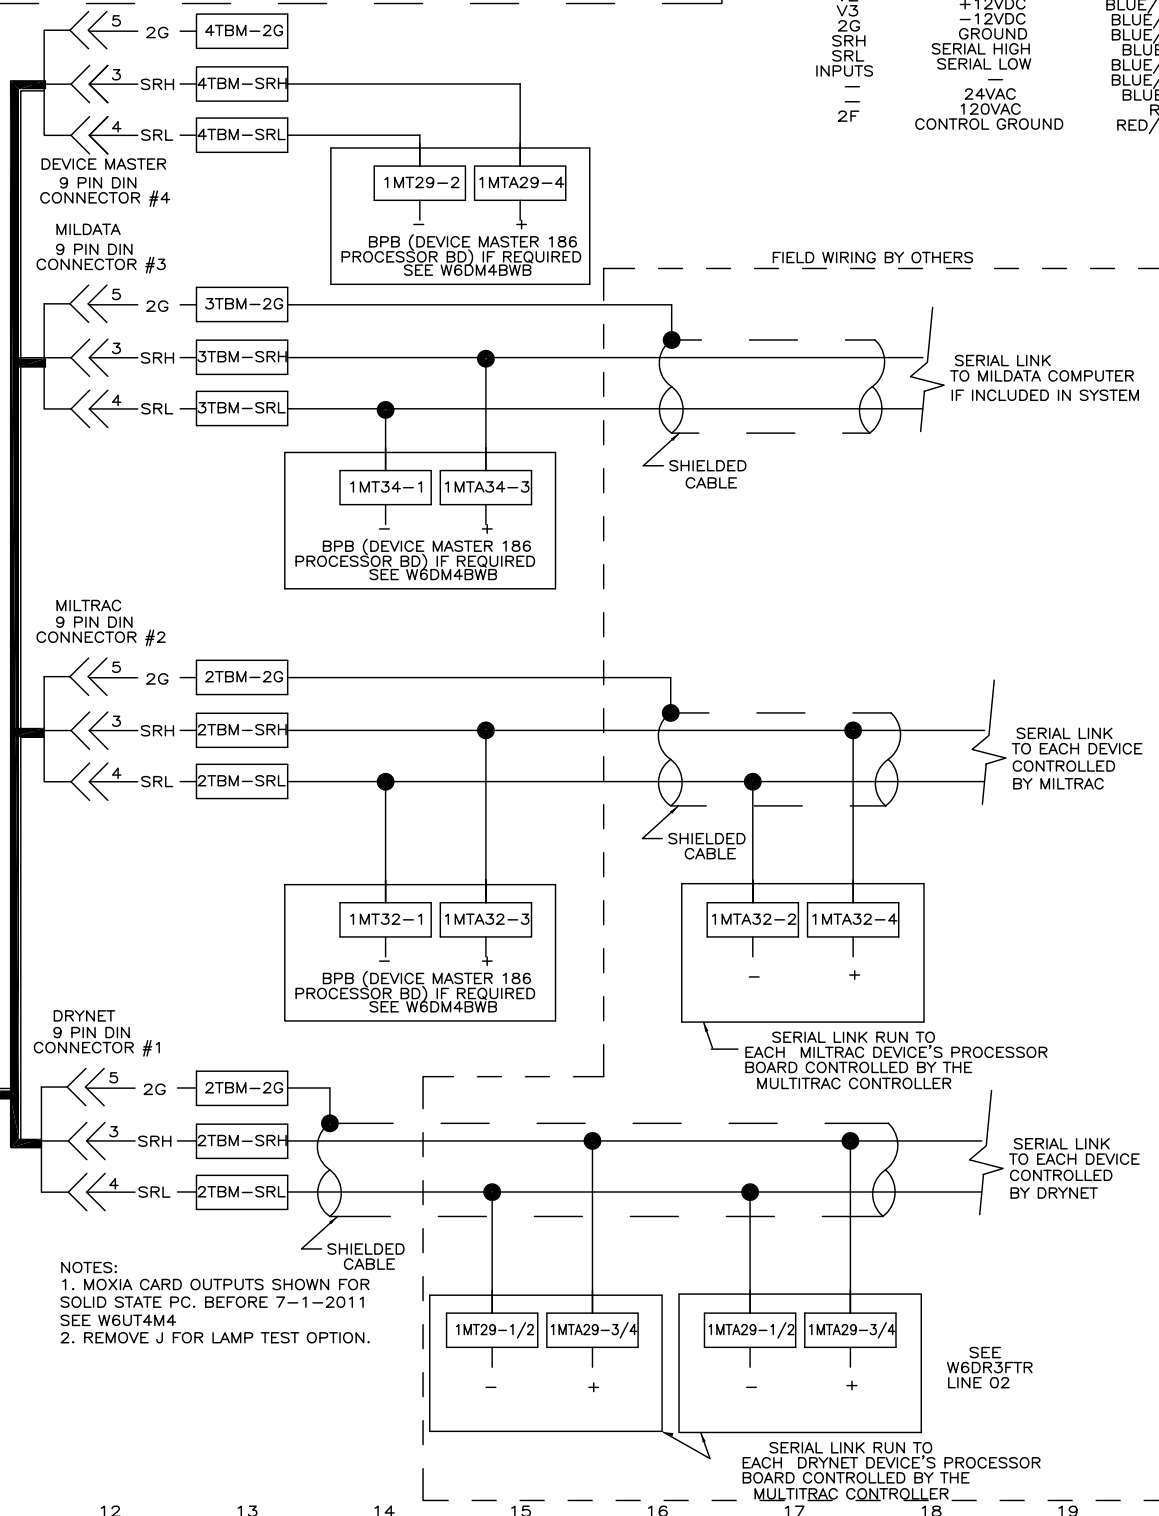 V3
2G
SRH
SRL
INPUTS
—
—
2F
+12VDC
−12VDC
GROUND
SERIAL HIGH
SERIAL LOW
—
24VAC
120VAC
CONTROL GROUND
BLUE/
BLUE/
BLUE/
BLUE
BLUE/
BLUE/
BLUE
R
RED/
5 2G 4TBM−2G
3 SRH 4TBM−SRH
4 SRL 4TBM−SRL
DEVICE MASTER
9 PIN DIN
CONNECTOR #4
1MT29−2 1MTA29−4
− +
BPB (DEVICE MASTER 186
PROCESSOR BD) IF REQUIRED
SEE W6DM4BWB
MILDATA
9 PIN DIN
CONNECTOR #3
FIELD WIRING BY OTHERS
5 2G 3TBM−2G
3 SRH 3TBM−SRH
4 SRL 3TBM−SRL
SERIAL LINK
TO MILDATA COMPUTER
IF INCLUDED IN SYSTEM
SHIELDED
CABLE
1MT34−1 1MTA34−3
− +
BPB (DEVICE MASTER 186
PROCESSOR BD) IF REQUIRED
SEE W6DM4BWB
MILTRAC
9 PIN DIN
CONNECTOR #2
5 2G 2TBM−2G
3 SRH 2TBM−SRH
4 SRL 2TBM−SRL
SERIAL LINK
TO EACH DEVICE
CONTROLLED
BY MILTRAC
SHIELDED
CABLE
1MT32−1 1MTA32−3
− +
BPB (DEVICE MASTER 186
PROCESSOR BD) IF REQUIRED
SEE W6DM4BWB
1MTA32−2 1MTA32−4
− +
SERIAL LINK RUN TO
EACH MILTRAC DEVICE'S PROCESSOR
BOARD CONTROLLED BY THE
MULTITRAC CONTROLLER
DRYNET
9 PIN DIN
CONNECTOR #1
5 2G 2TBM−2G
3 SRH 2TBM−SRH
4 SRL 2TBM−SRL
SERIAL LINK
TO EACH DEVICE
CONTROLLED
BY DRYNET
SHIELDED
CABLE
NOTES:
1. MOXIA CARD OUTPUTS SHOWN FOR
SOLID STATE PC. BEFORE 7−1−2011
SEE W6UT4M4
2. REMOVE J FOR LAMP TEST OPTION.
1MT29−1/2 1MTA29−3/4
− +
1MTA29−1/2 1MTA29−3/4
− +
SEE
W6DR3FTR
LINE 02
SERIAL LINK RUN TO
EACH DRYNET DEVICE'S PROCESSOR
BOARD CONTROLLED BY THE
MULTITRAC CONTROLLER
12 13 14 15 16 17 18 19